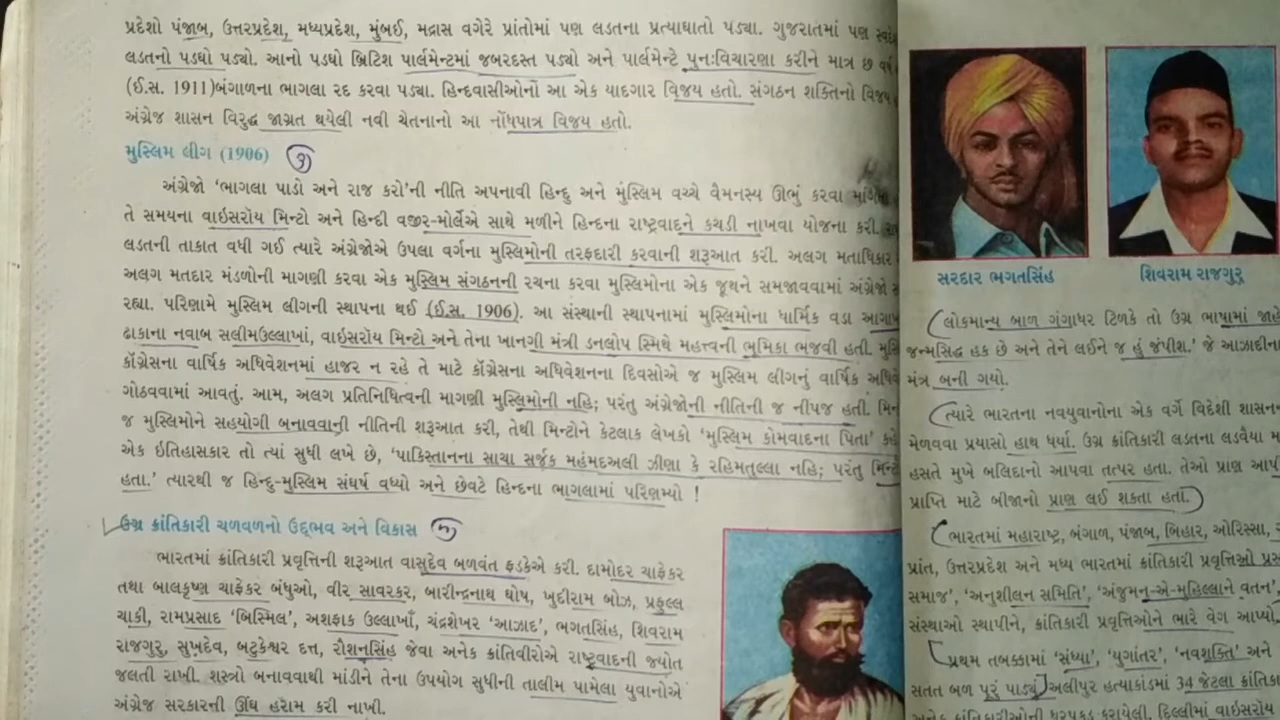 પ્રદેશો પંજાબ, ઉત્તરપ્રદેશ, મધ્યપ્રદેશ, મુંબઈ, મદ્રાસ વગેરે પ્રાંતોમાં પણ લડતના પ્રત્યાઘાતો પડ્યા. ગુજરાતમાં પણ
લડતનો પડઘો પડ્યો. આનો પડઘો બ્રિટિશ પાર્લમેન્ટમાં જબરદસ્ત પડ્યો અને પાર્લમેન્ટે પુનઃવિચારણા કરીને માત્ર છ વર્ષ
(ઈ.સ. 1911)બંગાળના ભાગલા રદ કરવા પડ્યા. હિન્દવાસીઓનો આ એક યાદગાર વિજય હતો. સંગઠન શક્તિનો વિજય
અંગ્રેજ શાસન વિરુદ્ધ જાગ્રત થયેલી નવી ચેતનાનો આ નોંધપાત્ર વિજય હતો.
મુસ્લિમ લીગ (1906) ૩
અંગ્રેજો ‘ભાગલા પાડો અને રાજ કરો’ની નીતિ અપનાવી હિન્દુ અને મુસ્લિમ વચ્ચે વૈમનસ્ય ઊભું કરવા
તે સમયના વાઇસરૉય મિન્ટો અને હિન્દી વજીર-મોર્લેએ સાથે મળીને હિન્દના રાષ્ટ્રવાદને કચડી નાખવા યોજના કરી.
લડતની તાકાત વધી ગઈ ત્યારે અંગ્રેજોએ ઉપલા વર્ગના મુસ્લિમોની તરફદારી કરવાની શરૂઆત કરી. અલગ મતાધિકાર
અલગ મતદાર મંડળોની માગણી કરવા એક મુસ્લિમ સંગઠનની રચના કરવા મુસ્લિમોના એક જૂથને સમજાવવામાં અંગ્રેજો
રહ્યા. પરિણામે મુસ્લિમ લીગની સ્થાપના થઈ (ઈ.સ. 1906). આ સંસ્થાની સ્થાપનામાં મુસ્લિમોના ધાર્મિક વડા
ઢાકાના નવાબ સલીમઉલ્લાખાં, વાઇસરૉય મિન્ટો અને તેના ખાનગી મંત્રી ડનલોપ સ્મિથે મહત્ત્વની ભૂમિકા ભજવી હતી.
કૉંગ્રેસના વાર્ષિક અધિવેશનમાં હાજર ન રહે તે માટે કૉંગ્રેસના અધિવેશનના દિવસોએ જ મુસ્લિમ લીગનું વાર્ષિક
ગોઠવવામાં આવતું. આમ, અલગ પ્રતિનિધિત્વની માગણી મુસ્લિમોની નહિ; પરંતુ અંગ્રેજોની નીતિની જ નીપજ હતી.
જ મુસ્લિમોને સહયોગી બનાવવાની નીતિની શરૂઆત કરી, તેથી મિન્ટોને કેટલાક લેખકો ‘મુસ્લિમ કોમવાદના પિતા’
એક ઇતિહાસકાર તો ત્યાં સુધી લખે છે, ‘પાકિસ્તાનના સાચા સર્જક મહંમદઅલી ઝીણા કે રહિમતુલ્લા નહિ; પરંતુ
હતા.’ ત્યારથી જ હિન્દુ-મુસ્લિમ સંઘર્ષ વધ્યો અને છેવટે હિન્દના ભાગલામાં પરિણમ્યો !
ઉગ્ર ક્રાંતિકારી ચળવળનો ઉદ્ભવ અને વિકાસ
ભારતમાં ક્રાંતિકારી પ્રવૃત્તિની શરૂઆત વાસુદેવ બળવંત ફડકેએ કરી. દામોદર ચાફેકર
તથા બાલકૃષ્ણ ચાફેકર બંધુઓ, વીર સાવરકર, બારીન્દ્રનાથ ઘોષ, ખુદીરામ બોઝ, પ્રફુલ્લ
ચાકી, રામપ્રસાદ ‘બિસ્મિલ’, અશફાક ઉલ્લાખાઁ, ચંદ્રશેખર ‘આઝાદ’, ભગતસિંહ, શિવરામ
રાજગુરુ, સુખદેવ, બટુકેશ્વર દત્ત, રૌશનસિંહ જેવા અનેક ક્રાંતિવીરોએ રાષ્ટ્રવાદની જ્યોત
જલતી રાખી. શસ્ત્રો બનાવવાથી માંડીને તેના ઉપયોગ સુધીની તાલીમ પામેલા યુવાનોએ
અંગ્રેજ સરકારની ઊંઘ હરામ કરી નાખી.
સરદાર ભગતસિંહ
શિવરામ રાજગુરુ
લોકમાન્ય બાળ ગંગાધર ટિળકે તો ઉગ્ર ભાષામાં
જન્મસિદ્ધ હક છે અને તેને લઈને જ હું જંપીશ.’ જે
મંત્ર બની ગયો.
ત્યારે ભારતના નવયુવાનોના એક વર્ગે વિદેશી
મેળવવા પ્રયાસો હાથ ધર્યા. ઉગ્ર ક્રાંતિકારી લડતના લડવૈયા
હસતે મુખે બલિદાનો આપવા તત્પર હતા. તેઓ પ્રાણ
પ્રાપ્તિ માટે બીજાનો પ્રાણ લઈ શકતા હતા.
ભારતમાં મહારાષ્ટ્ર, બંગાળ, પંજાબ, બિહાર, ઓરિસ્સા,
પ્રાંત, ઉત્તરપ્રદેશ અને મધ્ય ભારતમાં ક્રાંતિકારી પ્રવૃત્તિઓ
સમાજ’, ‘અનુશીલન સમિતિ’, ‘અંજુમન-એ-મુહિલ્લાને વતન’
સંસ્થાઓ સ્થાપીને, ક્રાંતિકારી પ્રવૃત્તિઓને ભારે વેગ આપ્યો.
પ્રથમ તબક્કામાં ‘સંધ્યા’, ‘યુગાંતર’, ‘નવશક્તિ’ અને
સતત બળ પૂરું પાડ્યું. અલીપુર હત્યાકાંડમાં 34 જેટલા